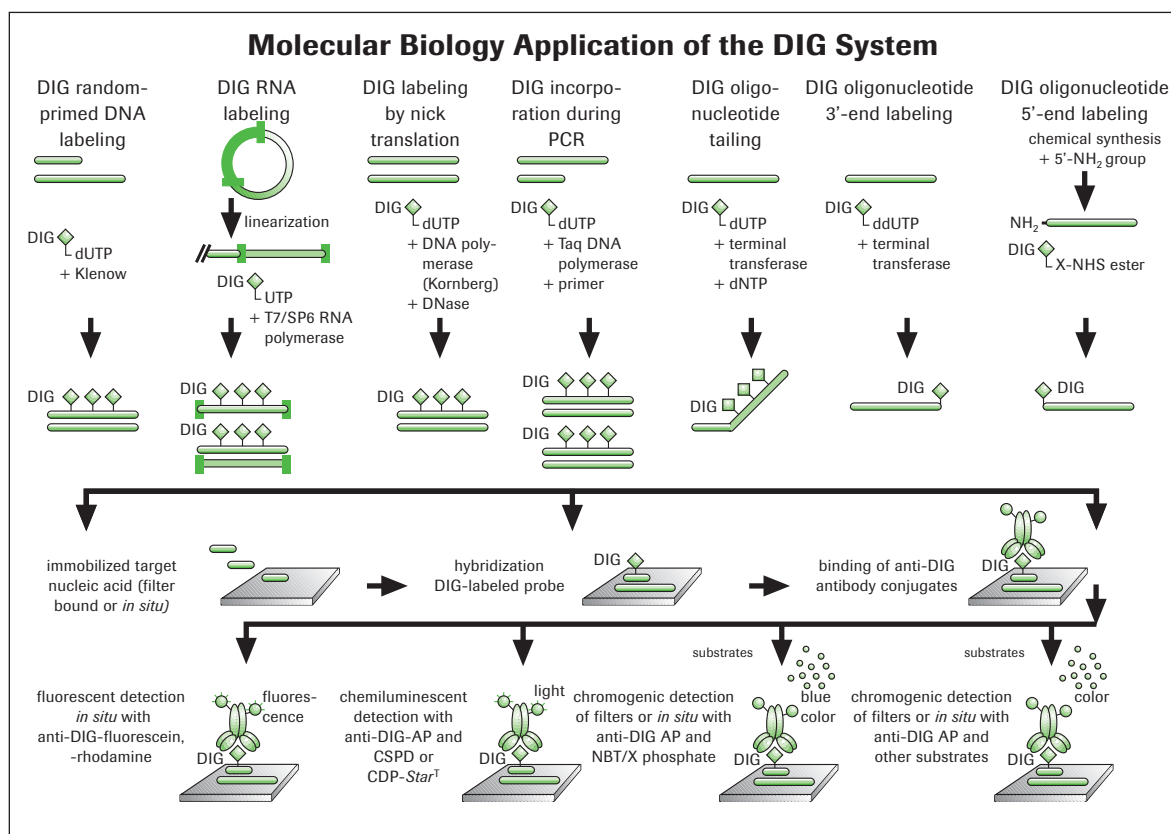 Molecular Biology Application of the DIG System
DIG random-
primed DNA
labeling
DIG
dUTP
+ Klenow
DIG
DIG RNA
labeling
linearization
DIG
UTP
+ T7/SP6 RNA
polymerase
DIG
DIG
DIG labeling
by nick
translation
DIG
dUTP
+ DNA poly-
merase
(Kornberg)
+ DNase
DIG
DIG incorpo-
ration during
PCR
DIG
dUTP
+ Taq DNA
polymerase
+ primer
DIG
DIG
DIG oligo-
nucleotide
tailing
DIG
dUTP
+ terminal
transferase
+ dNTP
DIG
DIG oligonucleotide
3'-end labeling
DIG
ddUTP
+ terminal
transferase
DIG
DIG oligonucleotide
5'-end labeling
chemical synthesis
+ 5'-NH₂ group
NH₂
DIG
X-NHS ester
DIG
immobilized target
nucleic acid (filter
bound or in situ)
hybridization
DIG-labeled probe
DIG
binding of anti-DIG
antibody conjugates
DIG
fluorescent detection
in situ with
anti-DIG-fluorescein,
-rhodamine
fluores-
cence
DIG
chemiluminescent
detection with
anti-DIG-AP and
CSPD or
CDP-Starᵀ
light
DIG
substrates
chromogenic detection
of filters or in situ with
anti-DIG AP and
NBT/X phosphate
blue
color
DIG
substrates
chromogenic detection
of filters or in situ with
anti-DIG AP and
other substrates
color
DIG